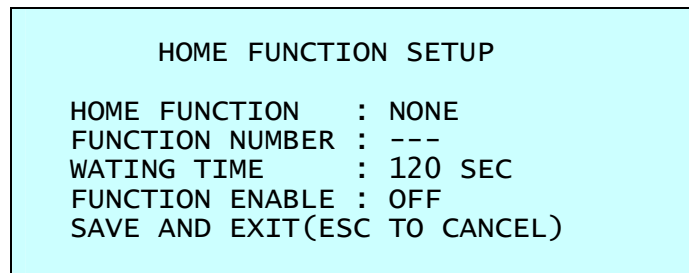 HOME FUNCTION SETUP
HOME FUNCTION : NONE
FUNCTION NUMBER : ---
WATING TIME : 120 SEC
FUNCTION ENABLE : OFF
SAVE AND EXIT(ESC TO CANCEL)